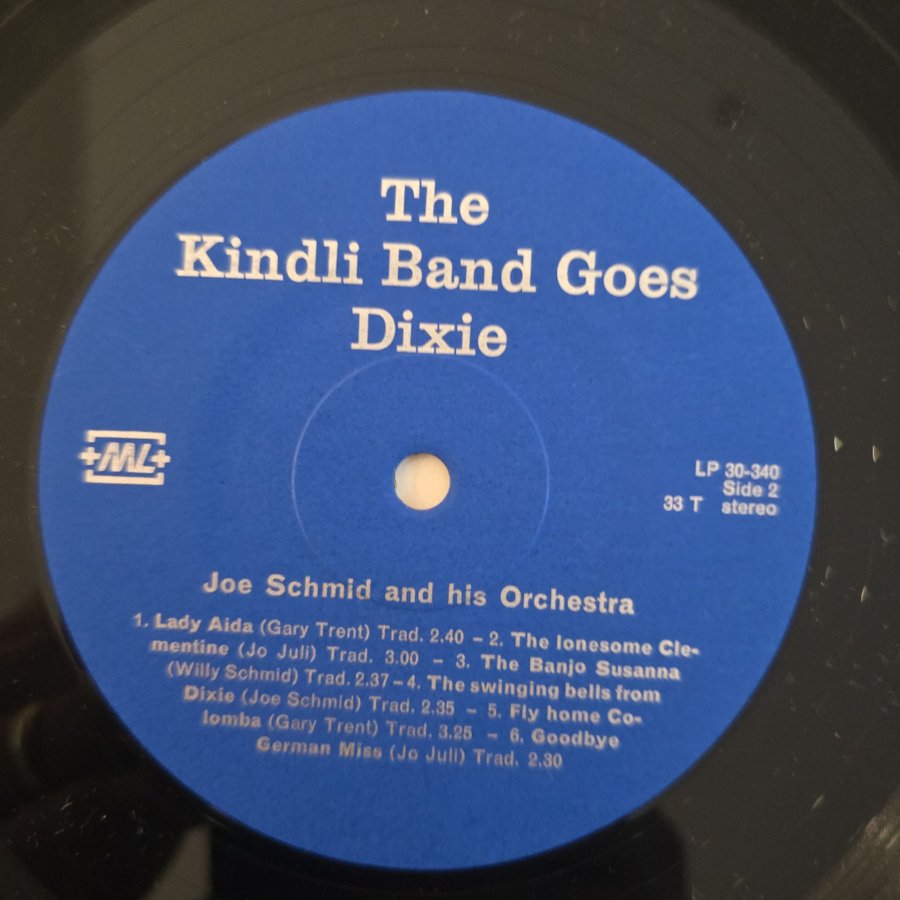 The
Kindli Band Goes
Dixie
+ML+
LP 30-340
Side 2
33 T stereo
Joe Schmid and his Orchestra
1. Lady Aida (Gary Trent) Trad. 2.40 – 2. The lonesome Cle-
mentine (Jo Juli) Trad. 3.00 – 3. The Banjo Susanna
(Willy Schmid) Trad. 2.37 – 4. The swinging bells from
Dixie (Joe Schmid) Trad. 2.35 – 5. Fly home Co-
lomba (Gary Trent) Trad. 3.25 – 6. Goodbye
German Miss (Jo Juli) Trad. 2.30